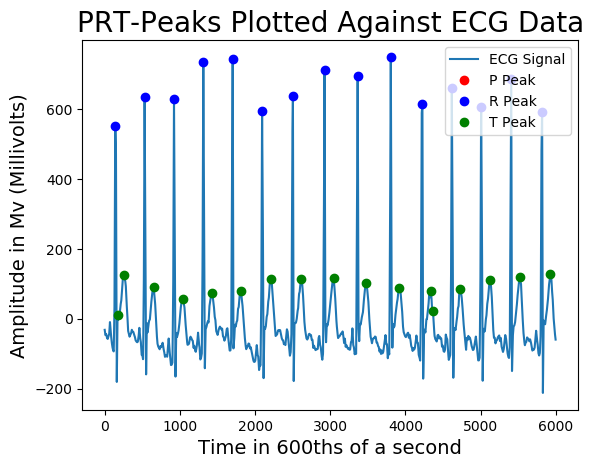 PRT-Peaks Plotted Against ECG Data
ECG Signal
P Peak
R Peak
T Peak
600
400
200
0
−200
Amplitude in Mv (Millivolts)
0 1000 2000 3000 4000 5000 6000
Time in 600ths of a second